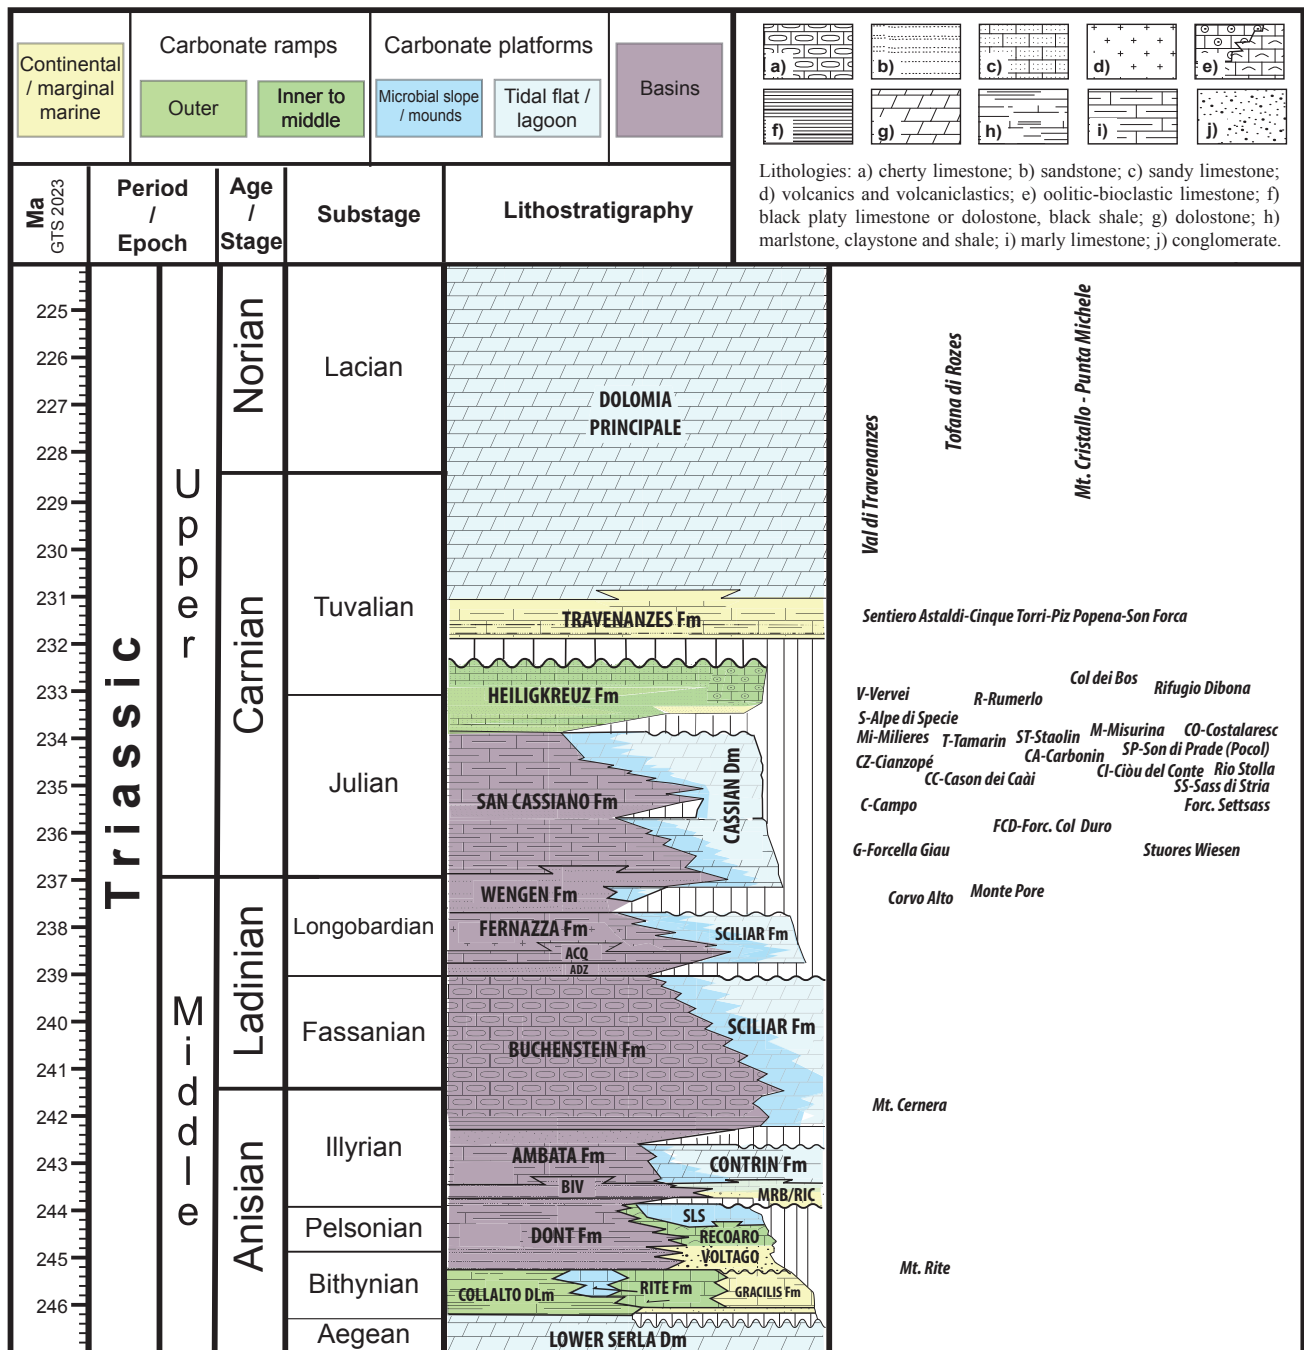 Continental
/ marginal
marine
Carbonate ramps
Outer
Inner to
middle
Carbonate platforms
Microbial slope
/ mounds
Tidal flat /
lagoon
Basins
a)
b)
c)
d)
e)
f)
g)
h)
i)
j)
Lithologies: a) cherty limestone; b) sandstone; c) sandy limestone;
d) volcanics and volcaniclastics; e) oolitic-bioclastic limestone; f)
black platy limestone or dolostone, black shale; g) dolostone; h)
marlstone, claystone and shale; i) marly limestone; j) conglomerate.
Ma
GTS 2023
Period
/
Epoch
Age
/
Stage
Substage
Lithostratigraphy
225
226
227
228
229
230
231
232
233
234
235
236
237
238
239
240
241
242
243
244
245
246
Triassic
Upper
Middle
Norian
Carnian
Ladinian
Anisian
Lacian
Tuvalian
Julian
Longobardian
Fassanian
Illyrian
Pelsonian
Bithynian
Aegean
DOLOMIA
PRINCIPALE
TRAVENANZES Fm
HEILIGKREUZ Fm
SAN CASSIANO Fm
CASSIAN Dm
WENGEN Fm
FERNAZZA Fm
SCILIAR Fm
ACQ
ADZ
SCILIAR Fm
BUCHENSTEIN Fm
AMBATA Fm
CONTRIN Fm
BIV
MRB/RIC
SLS
DONT Fm
RECOARO
VOLTAGO
COLLALTO DLm
RITE Fm
GRACILIS Fm
LOWER SERLA Dm
Val di Travenanzes
Tofana di Rozes
Mt. Cristallo - Punta Michele
Sentiero Astaldi-Cinque Torri-Piz Popena-Son Forca
Col dei Bos
V-Vervei
R-Rumerlo
Rifugio Dibona
S-Alpe di Specie
Mi-Milieres
T-Tamarin
ST-Staolin
M-Misurina
CO-Costalaresc
CZ-Cianzopé
CA-Carbonin
SP-Son di Prade (Pocol)
CC-Cason dei Caài
CI-Ciòu del Conte
Rio Stolla
SS-Sass di Stria
C-Campo
Forc. Settsass
FCD-Forc. Col Duro
G-Forcella Giau
Stuores Wiesen
Corvo Alto
Monte Pore
Mt. Cernera
Mt. Rite